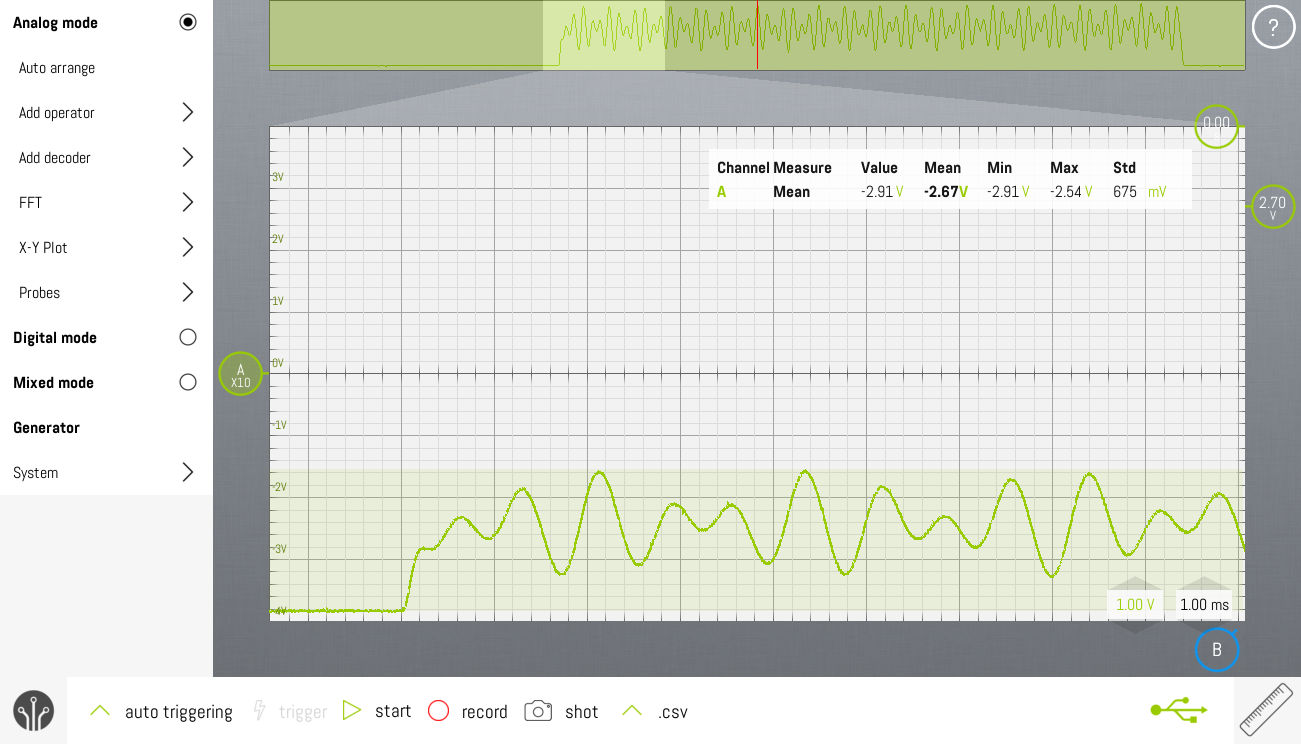 Analog mode
Auto arrange
Add operator
Add decoder
FFT
X-Y Plot
Probes
Digital mode
Mixed mode
Generator
System
?
0.00
Channel Measure Value Mean Min Max Std
A Mean -2.91 V -2.67 V -2.91 V -2.54 V 675 mV
2.70
V
3V
2V
1V
0V
A
X10
-1V
-2V
-3V
-4V
1.00 V 1.00 ms
B
auto triggering trigger start record shot .csv